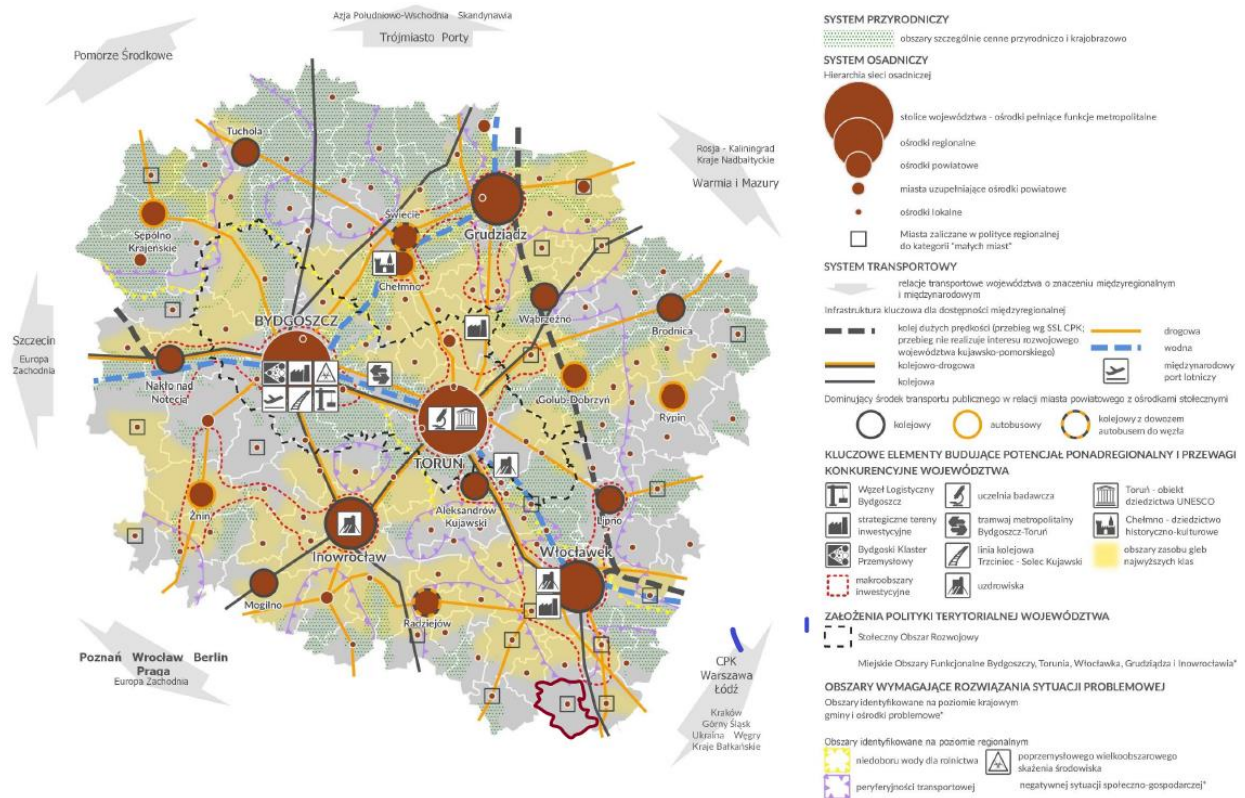 Azja Południowo-Wschodnia Skandynawia
Trójmiasto Porty
Pomorze Środkowe
Rosja - Kaliningrad
Kraje Nadbałtyckie
Warmia i Mazury
Szczecin
Europa
Zachodnia
Poznań Wrocław Berlin
Praga
Europa Zachodnia
CPK
Warszawa
Łódź
Kraków
Górny Śląsk
Ukraina Węgry
Kraje Bałkańskie
Tuchola
Sępólno
Krajeńskie
Świecie
Grudziądz
Chełmno
BYDGOSZCZ
Wąbrzeźno
Brodnica
Nakło nad
Notecią
Golub-Dobrzyń
Rypin
TORUŃ
Żnin
Aleksandrów
Kujawski
Lipno
Inowrocław
Włocławek
Mogilno
Radziejów
SYSTEM PRZYRODNICZY
obszary szczególnie cenne przyrodniczo i krajobrazowo
SYSTEM OSADNICZY
Hierarchia sieci osadniczej
stolice województwa - ośrodki pełniące funkcje metropolitalne
ośrodki regionalne
ośrodki powiatowe
miasta uzupełniające ośrodki powiatowe
ośrodki lokalne
Miasta zaliczane w polityce regionalnej
do kategorii "małych miast"
SYSTEM TRANSPORTOWY
relacje transportowe województwa o znaczeniu międzyregionalnym
i międzynarodowym
Infrastruktura kluczowa dla dostępności międzyregionalnej
kolej dużych prędkości (przebieg wg SSL CPK;
przebieg nie realizuje interesu rozwojowego
województwa kujawsko-pomorskiego)
kolejowo-drogowa
kolejowa
drogowa
wodna
międzynarodowy
port lotniczy
Dominujący środek transportu publicznego w relacji miasta powiatowego z ośrodkami stołecznymi
kolejowy
autobusowy
kolejowy z dowozem
autobusem do węzła
KLUCZOWE ELEMENTY BUDUJĄCE POTENCJAŁ PONADREGIONALNY I PRZEWAGI
KONKURENCYJNE WOJEWÓDZTWA
Węzeł Logistyczny
Bydgoszcz
strategiczne tereny
inwestycyjne
Bydgoski Klaster
Przemysłowy
makroobszary
inwestycyjne
uczelnia badawcza
tramwaj metropolitalny
Bydgoszcz-Toruń
linia kolejowa
Trzciniec - Solec Kujawski
uzdrowiska
Toruń - obiekt
dziedzictwa UNESCO
Chełmno - dziedzictwo
historyczno-kulturowe
obszary zasobu gleb
najwyższych klas
ZAŁOŻENIA POLITYKI TERYTORIALNEJ WOJEWÓDZTWA
Stołeczny Obszar Rozwojowy
Miejskie Obszary Funkcjonalne Bydgoszczy, Torunia, Włocławka, Grudziądza i Inowrocławia*
OBSZARY WYMAGAJĄCE ROZWIĄZANIA SYTUACJI PROBLEMOWEJ
Obszary identyfikowane na poziomie krajowym
gminy i ośrodki problemowe*
Obszary identyfikowane na poziomie regionalnym
niedoboru wody dla rolnictwa
poprzemysłowego wielkoobszarowego
skażenia środowiska
peryferyjności transportowej
negatywnej sytuacji społeczno-gospodarczej*